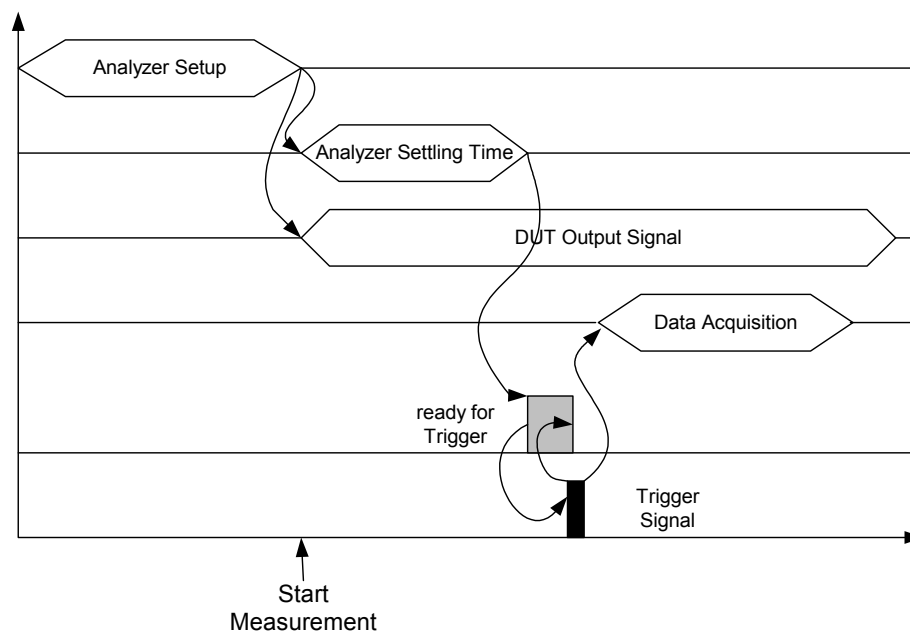 Analyzer Setup
Analyzer Settling Time
DUT Output Signal
Data Acquisition
ready for
Trigger
Trigger
Signal
Start
Measurement